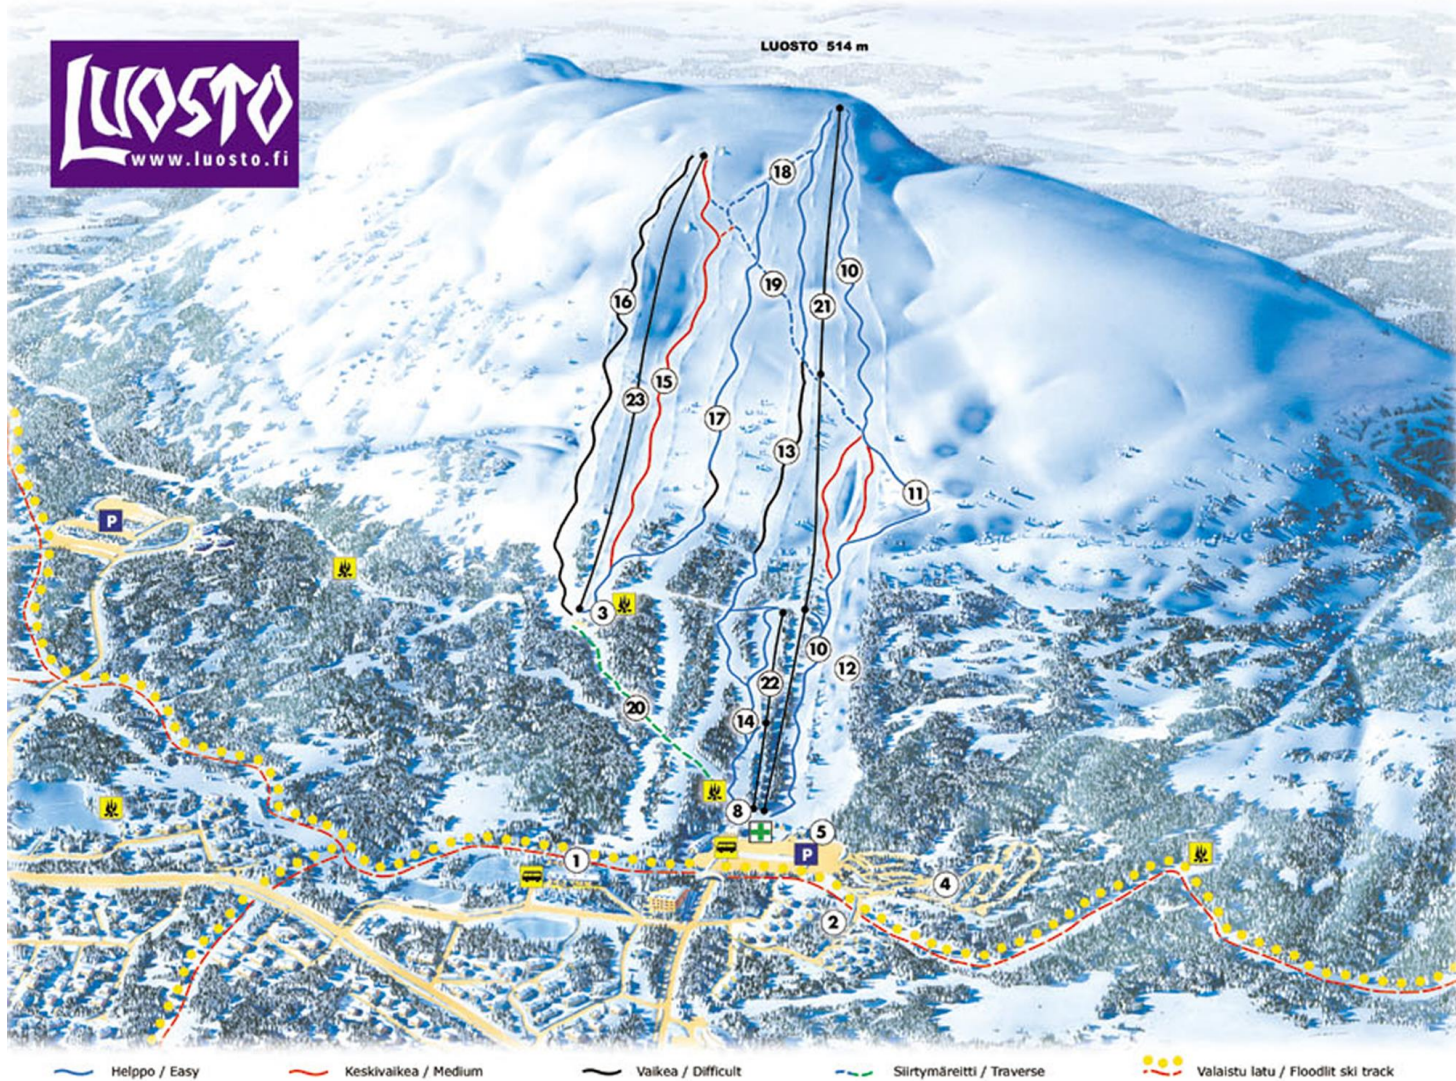 LUOSTO 514 m
LUOSTO
www.luosto.fi
18
10
19
16
21
15
23
17
13
11
3
10
12
22
20
14
8
5
1
4
2
P
P
Helppo / Easy
Keskivaikea / Medium
Vaikea / Difficult
Siirtymäreitti / Traverse
Valaistu latu / Floodlit ski track